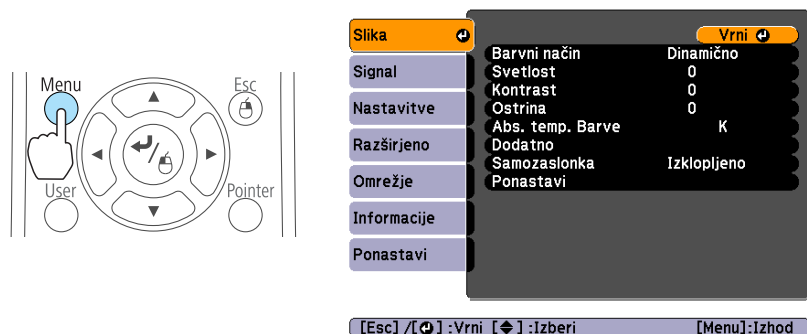 Menu
Esc
User
Pointer
Slika
Signal
Nastavitve
Razširjeno
Omrežje
Informacije
Ponastavi
Vrni
Barvni način Dinamično
Svetlost 0
Kontrast 0
Ostrina 0
Abs. temp. Barve K
Dodatno
Samozaslonka Izklopljeno
Ponastavi
[Esc] /[ ] :Vrni [ ] :Izberi [Menu]:Izhod